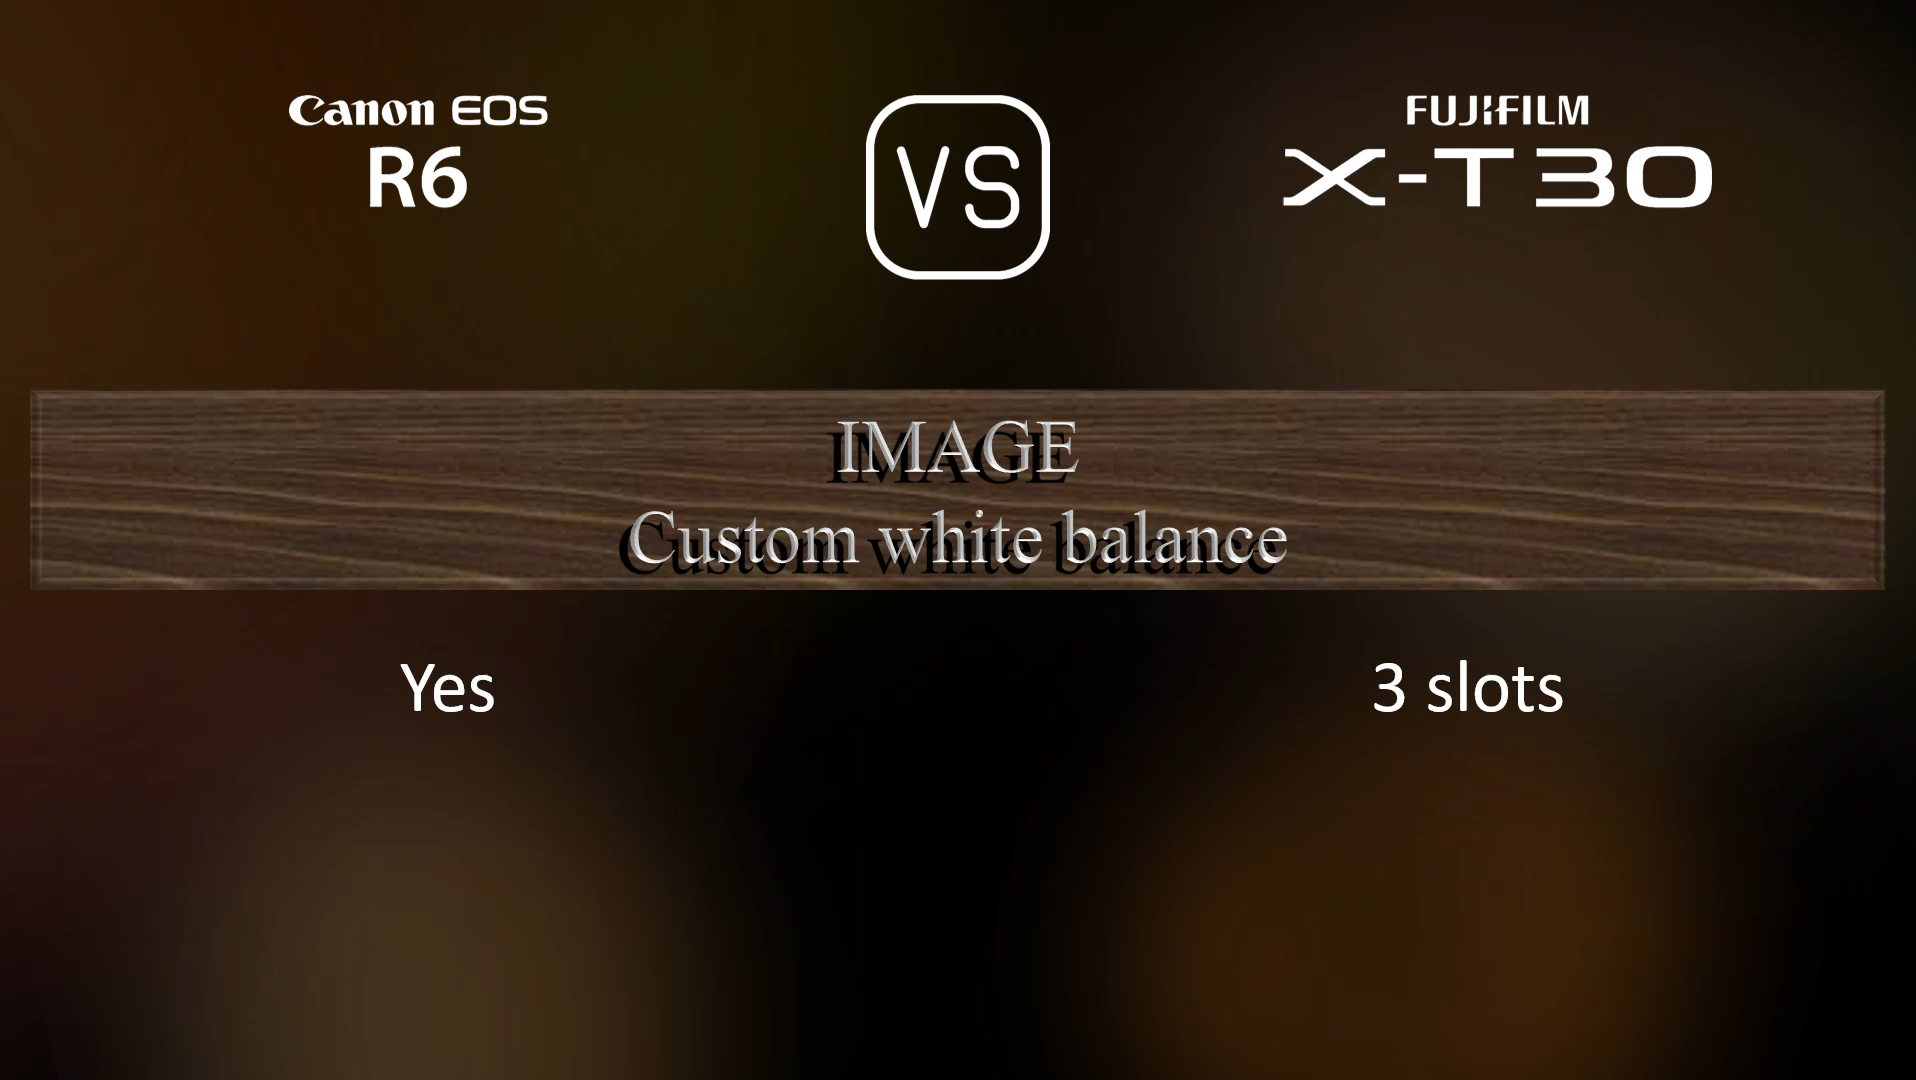 Canon EOS
R6
VS
FUJIFILM
X-T30
IMAGE
Custom white balance
Yes
3 slots